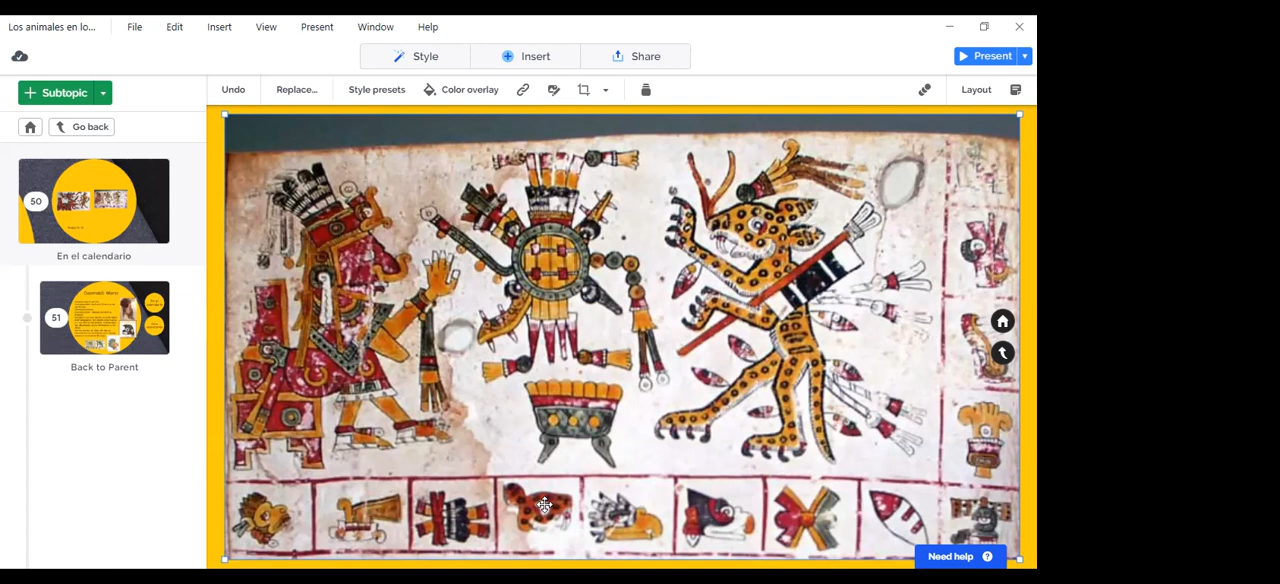 Los animales en lo...
File
Edit
Insert
View
Present
Window
Help
Style
Insert
Share
Present
Subtopic
Undo
Replace...
Style presets
Color overlay
Layout
Go back
50
En el calendario
51
Back to Parent
Need help ?